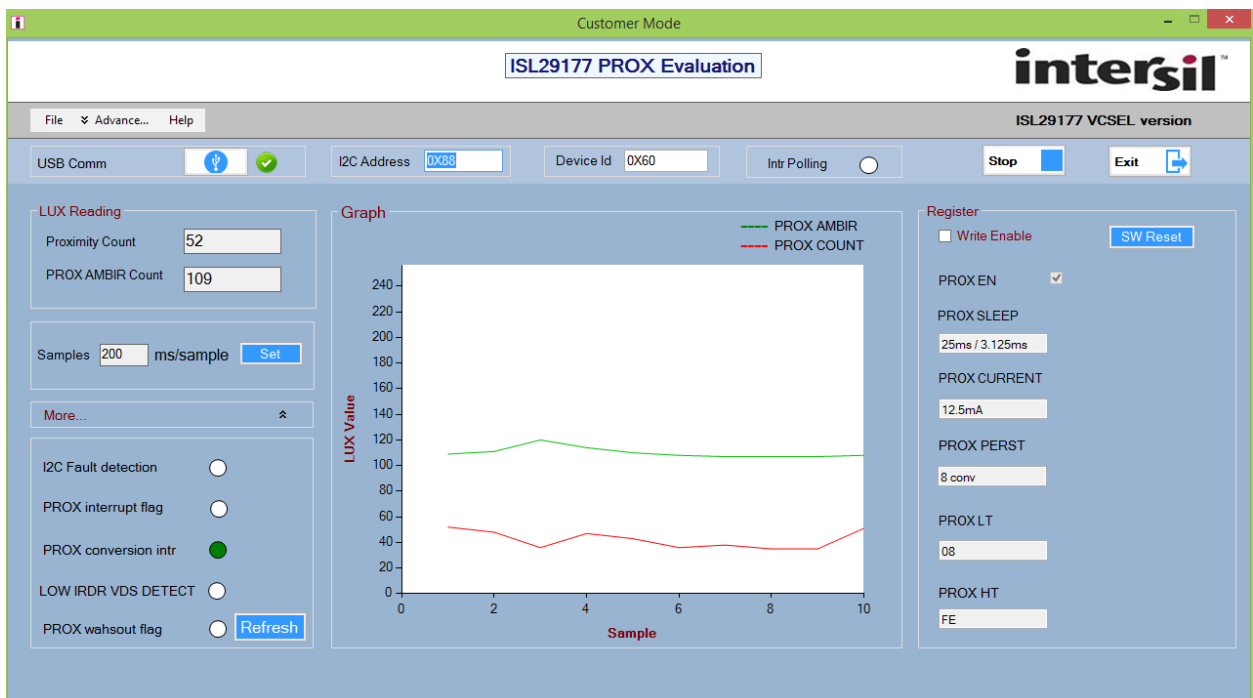 Customer Mode
ISL29177 PROX Evaluation
intersil™
File Advance... Help
ISL29177 VCSEL version
USB Comm
I2C Address 0X88
Device Id 0X60
Intr Polling
Stop
Exit
LUX Reading
Proximity Count 52
PROX AMBIR Count 109
Samples 200 ms/sample Set
More...
I2C Fault detection
PROX interrupt flag
PROX conversion intr
LOW IRDR VDS DETECT
PROX wahsout flag
Refresh
Graph
PROX AMBIR
PROX COUNT
LUX Value
240
220
200
180
160
140
120
100
80
60
40
20
0
0 2 4 6 8 10
Sample
Register
Write Enable
SW Reset
PROX EN
PROX SLEEP
25ms / 3.125ms
PROX CURRENT
12.5mA
PROX PERST
8 conv
PROX LT
08
PROX HT
FE